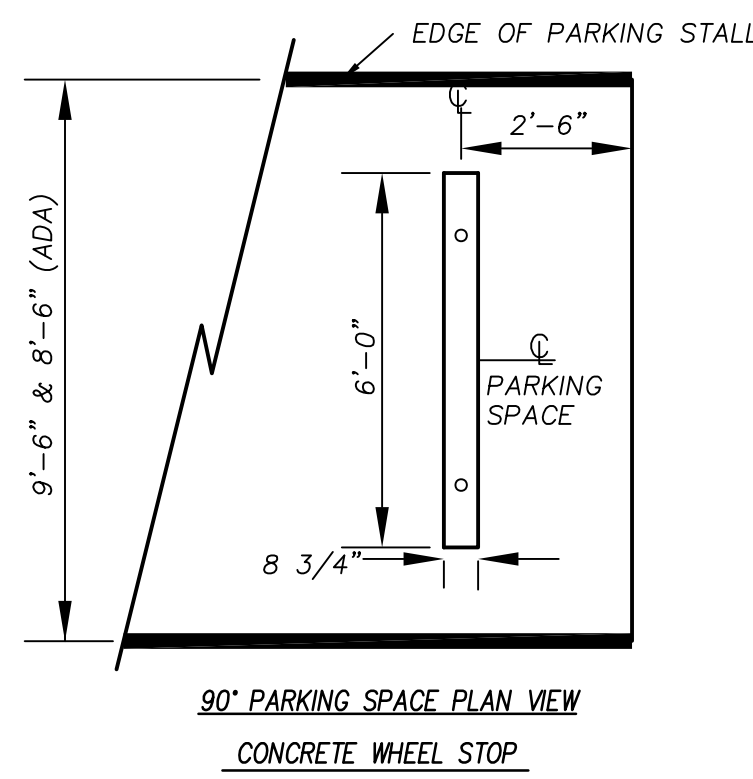 EDGE OF PARKING STALL
℄
2'-6"
9'-6" & 8'-6" (ADA)
6'-0"
℄
PARKING
SPACE
8 3/4"
90° PARKING SPACE PLAN VIEW
CONCRETE WHEEL STOP